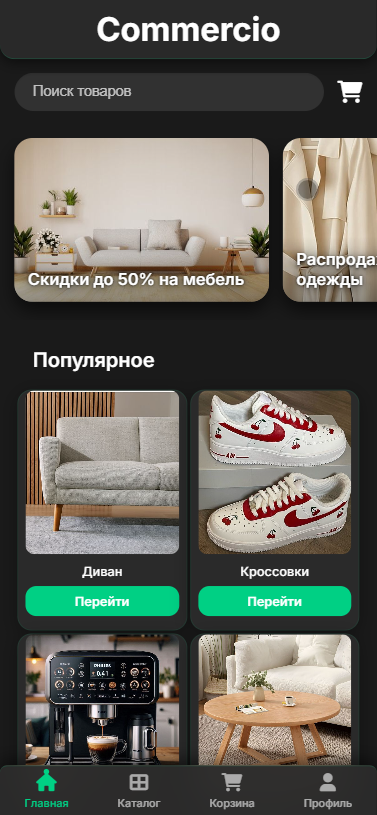 Commercio
Поиск товаров
Скидки до 50% на мебель
Распрода
одежды
Популярное
Диван
Кроссовки
Перейти
Перейти
Главная
Каталог
Корзина
Профиль